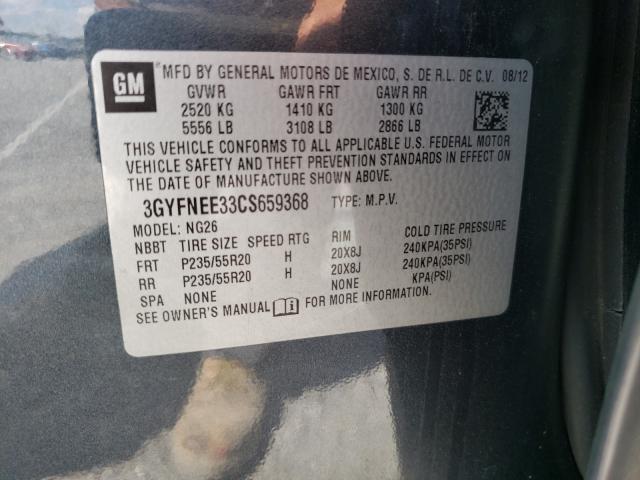 GM
MFD BY GENERAL MOTORS DE MEXICO, S. DE R.L. DE C.V. 08/12
GVWR GAWR FRT GAWR RR
2520 KG 1410 KG 1300 KG
5556 LB 3108 LB 2866 LB
THIS VEHICLE CONFORMS TO ALL APPLICABLE U.S. FEDERAL MOTOR
VEHICLE SAFETY AND THEFT PREVENTION STANDARDS IN EFFECT ON
THE DATE OF MANUFACTURE SHOWN ABOVE.
3GYFNEE33CS659368 TYPE: M.P.V.
MODEL: NG26
NBBT TIRE SIZE SPEED RTG RIM COLD TIRE PRESSURE
FRT P235/55R20 H 20X8J 240KPA(35PSI)
RR P235/55R20 H 20X8J 240KPA(35PSI)
SPA NONE NONE KPA(PSI)
SEE OWNER'S MANUAL FOR MORE INFORMATION.